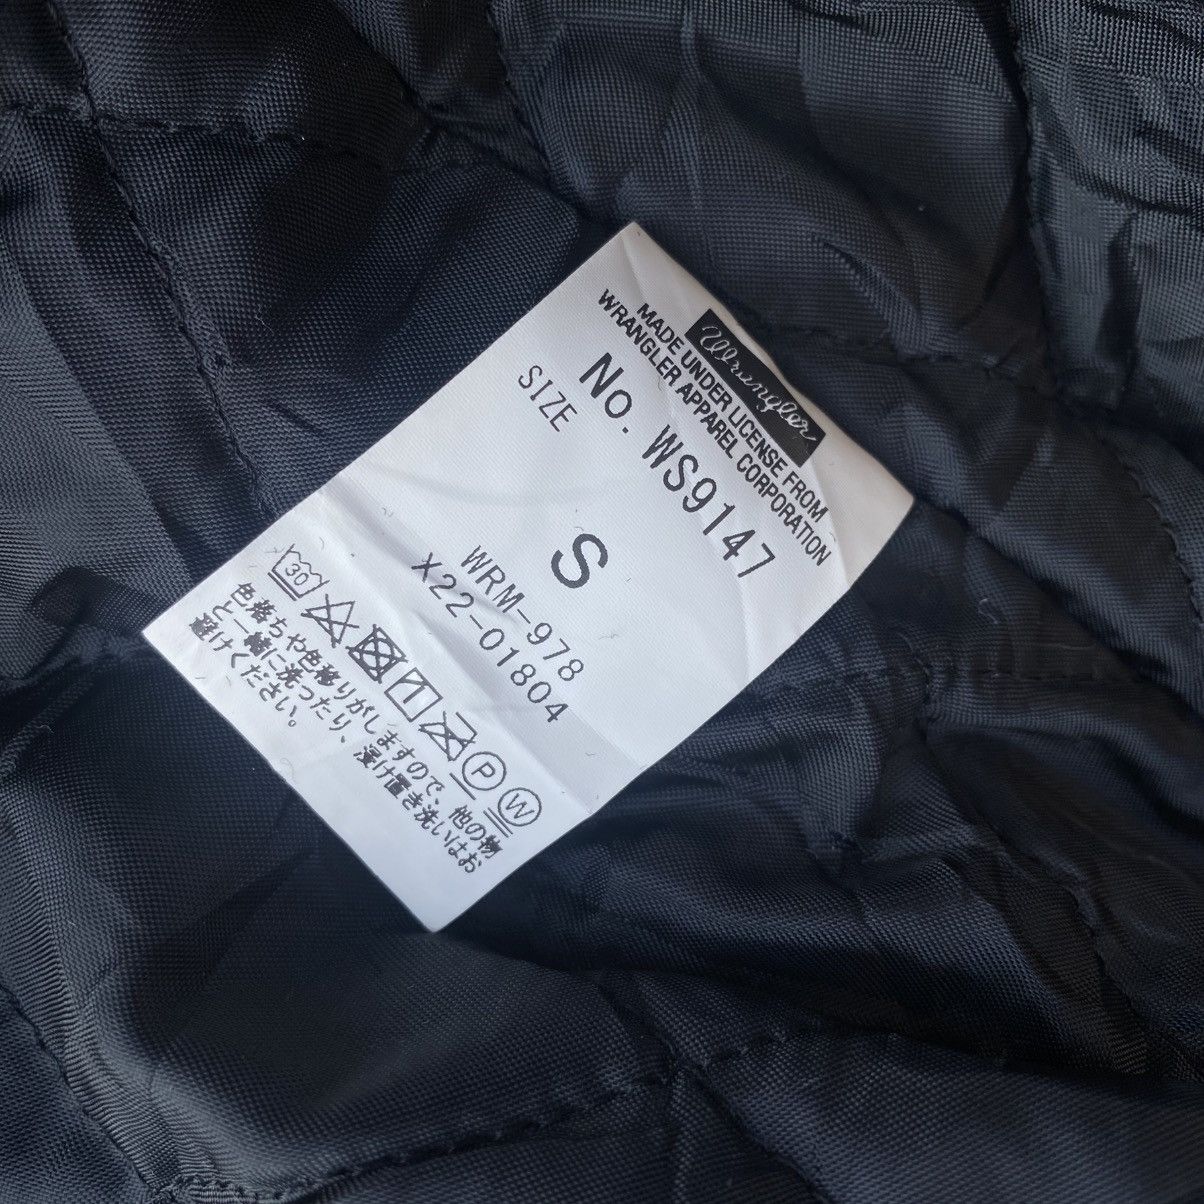 Wrangler
MADE UNDER LICENSE FROM
WRANGLER APPAREL CORPORATION
No. WS9147
SIZE
S
WRM-978
X22-01804
30
P
W
色落ちや色移りがしますので、他の物
と一緒に洗ったり、浸け置き洗いはお
避けください。